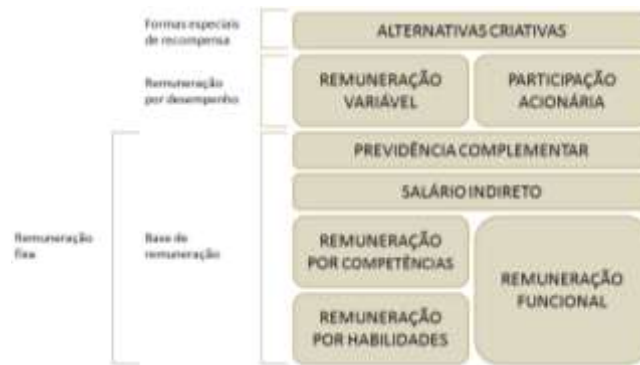 Formas especiais
de recompensa
ALTERNATIVAS CRIATIVAS
Remuneração
por desempenho
REMUNERAÇÃO
VARIÁVEL
PARTICIPAÇÃO
ACIONÁRIA
PREVIDÊNCIA COMPLEMENTAR
SALÁRIO INDIRETO
Remuneração
fixa
Base de
remuneração
REMUNERAÇÃO
POR COMPETÊNCIAS
REMUNERAÇÃO
POR HABILIDADES
REMUNERAÇÃO
FUNCIONAL